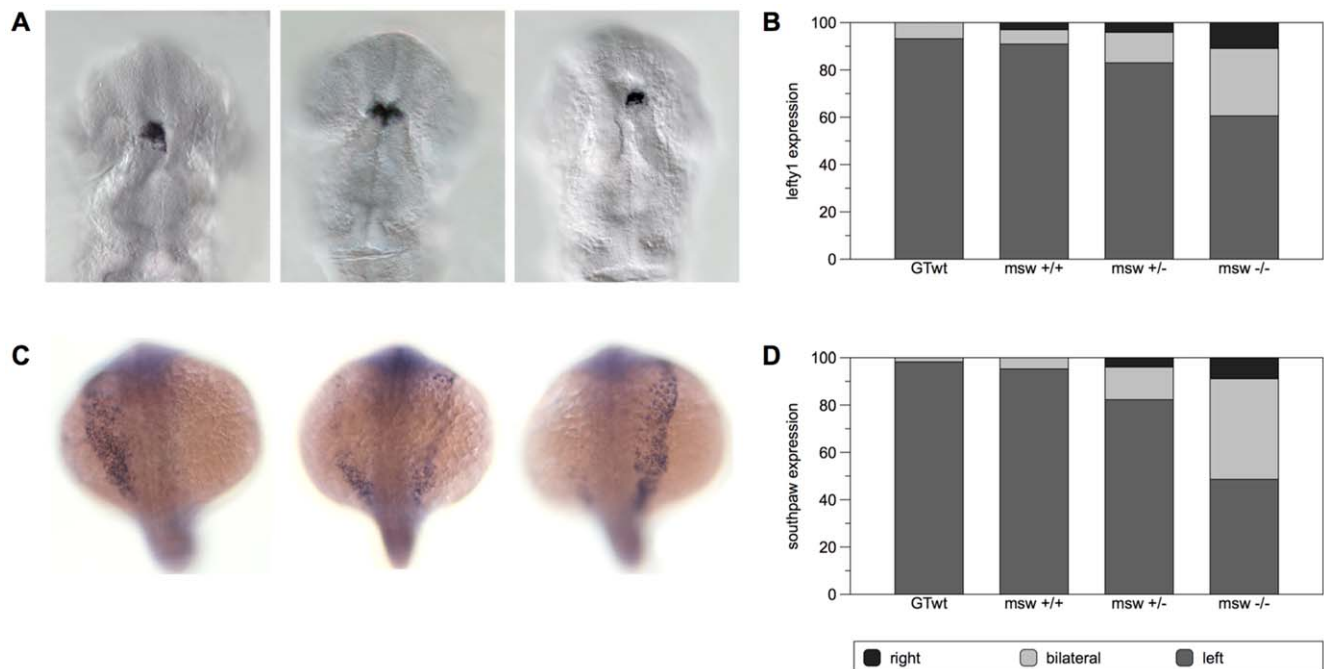 A
B
100
80
60
40
20
0
lefty1 expression
GTwt msw +/+ msw +/- msw -/-
C
D
100
80
60
40
20
0
southpaw expression
GTwt msw +/+ msw +/- msw -/-
right bilateral left